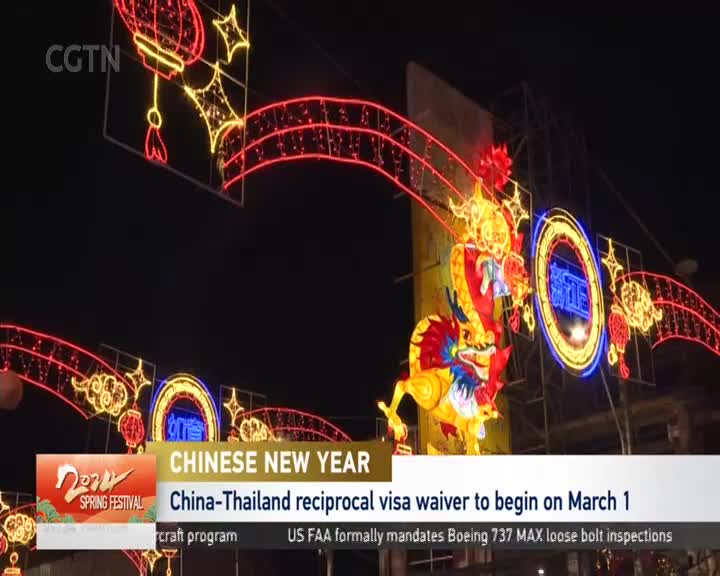 CGTN
CHINESE NEW YEAR
2024
SPRING FESTIVAL
China-Thailand reciprocal visa waiver to begin on March 1
rcraft program US FAA formally mandates Boeing 737 MAX loose bolt inspections